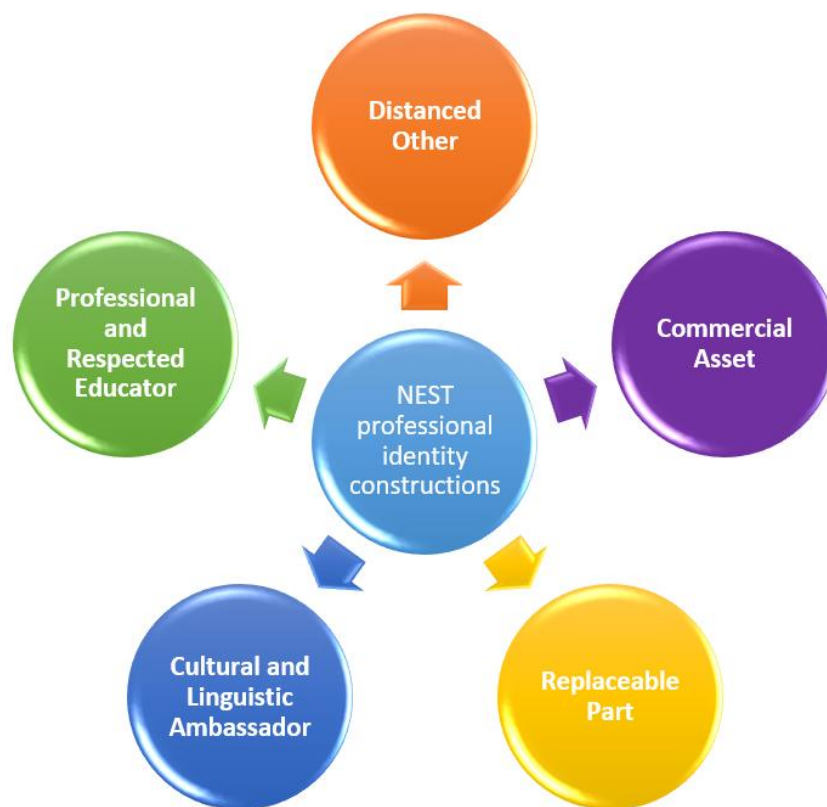 Distanced
Other
Professional
and
Respected
Educator
Commercial
Asset
NEST
professional
identity
constructions
Cultural and
Linguistic
Ambassador
Replaceable
Part